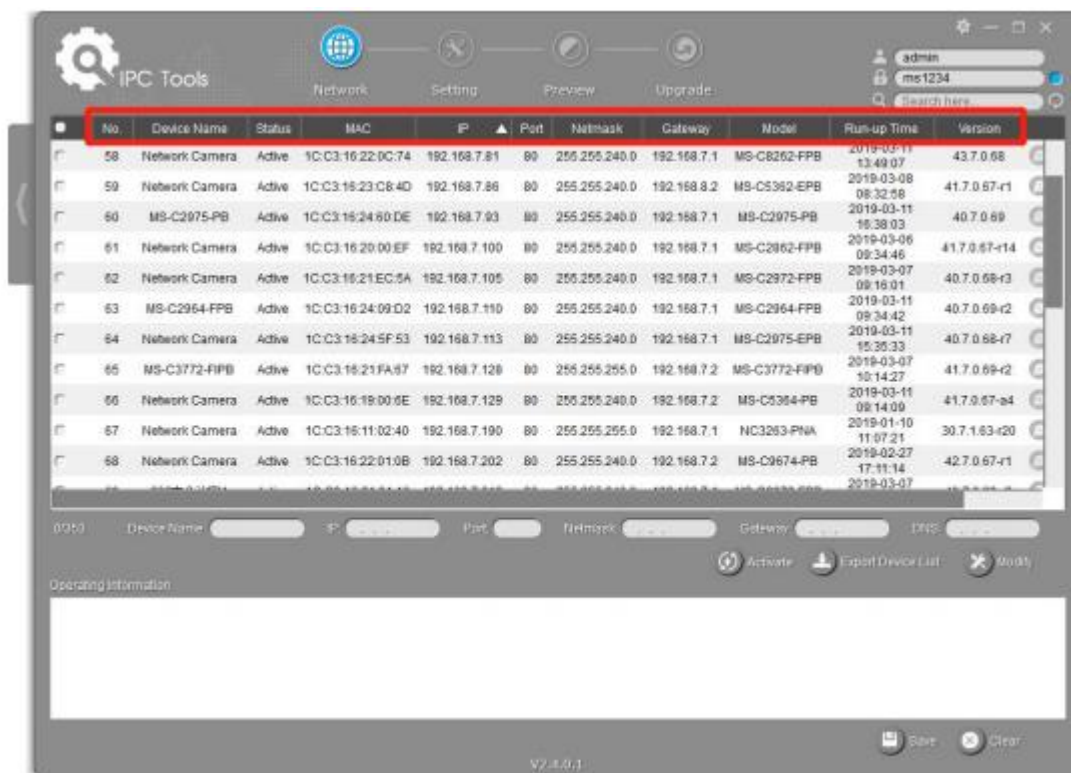 IPC Tools
Network Setting Preview Upgrade
admin
ms1234
Search here...
No. Device Name Status MAC IP Port Netmask Gateway Model Run-up Time Version
58 Network Camera Active 1C:C3:16:22:0C:74 192.168.7.81 80 255.255.240.0 192.168.7.1 MS-C8262-FPB 2019-03-11 13:49:07 43.7.0.68
59 Network Camera Active 1C:C3:16:23:C8:4D 192.168.7.86 80 255.255.240.0 192.168.8.2 MS-C5362-EPB 2019-03-08 08:32:58 41.7.0.67-r1
60 MS-C2975-PB Active 1C:C3:16:24:60:DE 192.168.7.93 80 255.255.240.0 192.168.7.1 MS-C2975-PB 2019-03-11 16:38:03 40.7.0.69
61 Network Camera Active 1C:C3:16:20:00:EF 192.168.7.100 80 255.255.240.0 192.168.7.1 MS-C2862-FPB 2019-03-06 09:34:46 41.7.0.67-r14
62 Network Camera Active 1C:C3:16:21:EC:5A 192.168.7.105 80 255.255.240.0 192.168.7.1 MS-C2972-FPB 2019-03-07 09:16:01 40.7.0.68-r3
63 MS-C2964-FPB Active 1C:C3:16:24:09:D2 192.168.7.110 80 255.255.240.0 192.168.7.1 MS-C2964-FPB 2019-03-11 09:34:42 40.7.0.69-r2
64 Network Camera Active 1C:C3:16:24:5F:53 192.168.7.113 80 255.255.240.0 192.168.7.1 MS-C2975-EPB 2019-03-11 15:35:33 40.7.0.68-r7
65 MS-C3772-FIPB Active 1C:C3:16:21:FA:67 192.168.7.128 80 255.255.255.0 192.168.7.2 MS-C3772-FIPB 2019-03-07 10:14:27 41.7.0.69-r2
66 Network Camera Active 1C:C3:16:19:00:6E 192.168.7.129 80 255.255.240.0 192.168.7.2 MS-C5364-PB 2019-03-11 09:14:09 41.7.0.67-a4
67 Network Camera Active 1C:C3:16:11:02:40 192.168.7.190 80 255.255.255.0 192.168.7.1 NC3263-PNA 2019-01-10 11:07:21 30.7.1.63-r20
68 Network Camera Active 1C:C3:16:22:01:0B 192.168.7.202 80 255.255.240.0 192.168.7.2 MS-C9674-PB 2019-02-27 17:11:14 42.7.0.67-r1
2019-03-07
0/350 Device Name: IP: Port: Netmask: Gateway: DNS:
Activate Export Device List Modify
Operating Information
Save Clear
V2.4.0.1